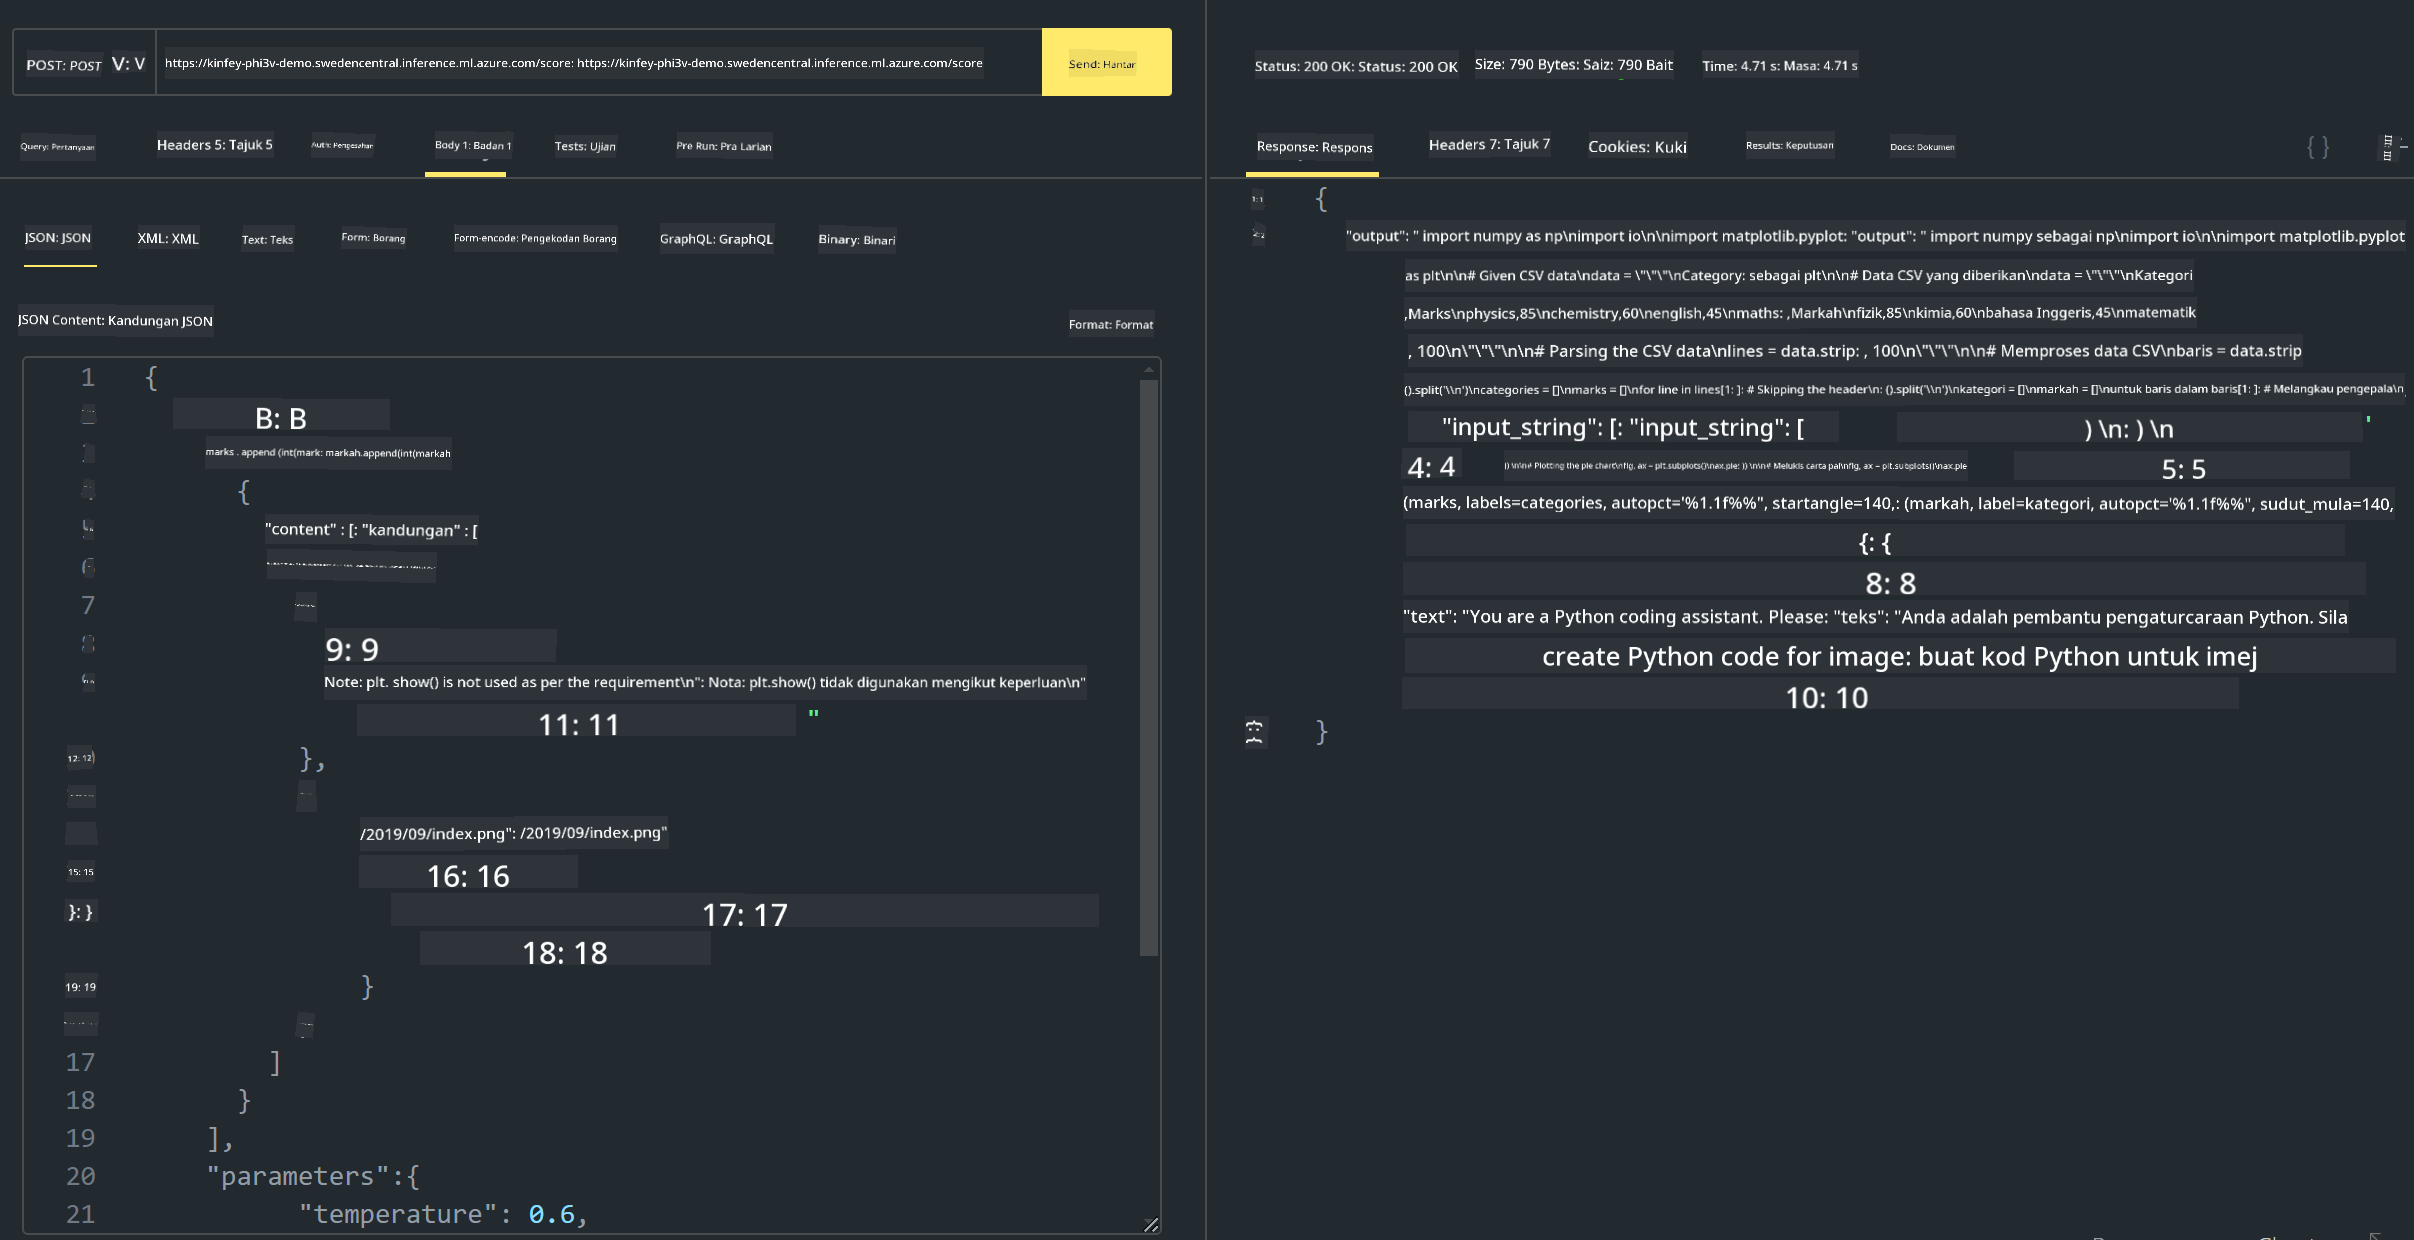 POST: POST V: V https://kinfey-phi3v-demo.swedencentral.inference.ml.azure.com/score: https://kinfey-phi3v-demo.swedencentral.inference.ml.azure.com/score Send: Hantar
Query: Pertanyaan Headers 5: Tajuk 5 Auth: Pengesahan Body 1: Badan 1 Tests: Ujian Pre Run: Pra Larian
JSON: JSON XML: XML Text: Teks Form: Borang Form-encode: Pengekodan Borang GraphQL: GraphQL Binary: Binari
JSON Content: Kandungan JSON Format: Format
1 {
B: B
marks . append (int(mark: markah.append(int(markah
{
"content" : [: "kandungan" : [
7
9: 9
Note: plt. show() is not used as per the requirement\n": Nota: plt.show() tidak digunakan mengikut keperluan\n"
11: 11 "
12: 12 },
/2019/09/index.png": /2019/09/index.png"
15: 15 16: 16
}: } 17: 17
18: 18
19: 19 }
17 ]
18 }
19 ],
20 "parameters":{
21 "temperature": 0.6,
Status: 200 OK: Status: 200 OK Size: 790 Bytes: Saiz: 790 Bait Time: 4.71 s: Masa: 4.71 s
Response: Respons Headers 7: Tajuk 7 Cookies: Kuki Results: Keputusan Docs: Dokumen { }
1: 1 {
2: 2 "output": " import numpy as np\nimport io\n\nimport matplotlib.pyplot: "output": " import numpy sebagai np\nimport io\n\nimport matplotlib.pyplot
as plt\n\n# Given CSV data\ndata = \"\"\"\nCategory: sebagai plt\n\n# Data CSV yang diberikan\ndata = \"\"\"\nKategori
,Marks\nphysics,85\nchemistry,60\nenglish,45\nmaths: ,Markah\nfizik,85\nkimia,60\nbahasa Inggeris,45\nmatematik
, 100\n\"\"\"\n\n# Parsing the CSV data\nlines = data.strip: , 100\n\"\"\"\n\n# Memproses data CSV\nbaris = data.strip
().split('\\n')\ncategories = []\nmarks = []\nfor line in lines[1: ]: # Skipping the header\n: ().split('\\n')\nkategori = []\nmarkah = []\nuntuk baris dalam baris[1: ]: # Melangkau pengepala\n
"input_string": [: "input_string": [ ) \n: ) \n '
4: 4 )) \n\n# Plotting the pie chart\nfig, ax = plt.subplots()\nax.pie: )) \n\n# Melukis carta pai\nfig, ax = plt.subplots()\nax.pie 5: 5
(marks, labels=categories, autopct='%1.1f%%", startangle=140,: (markah, label=kategori, autopct='%1.1f%%", sudut_mula=140,
{: {
8: 8
"text": "You are a Python coding assistant. Please: "teks": "Anda adalah pembantu pengaturcaraan Python. Sila
create Python code for image: buat kod Python untuk imej
10: 10
}